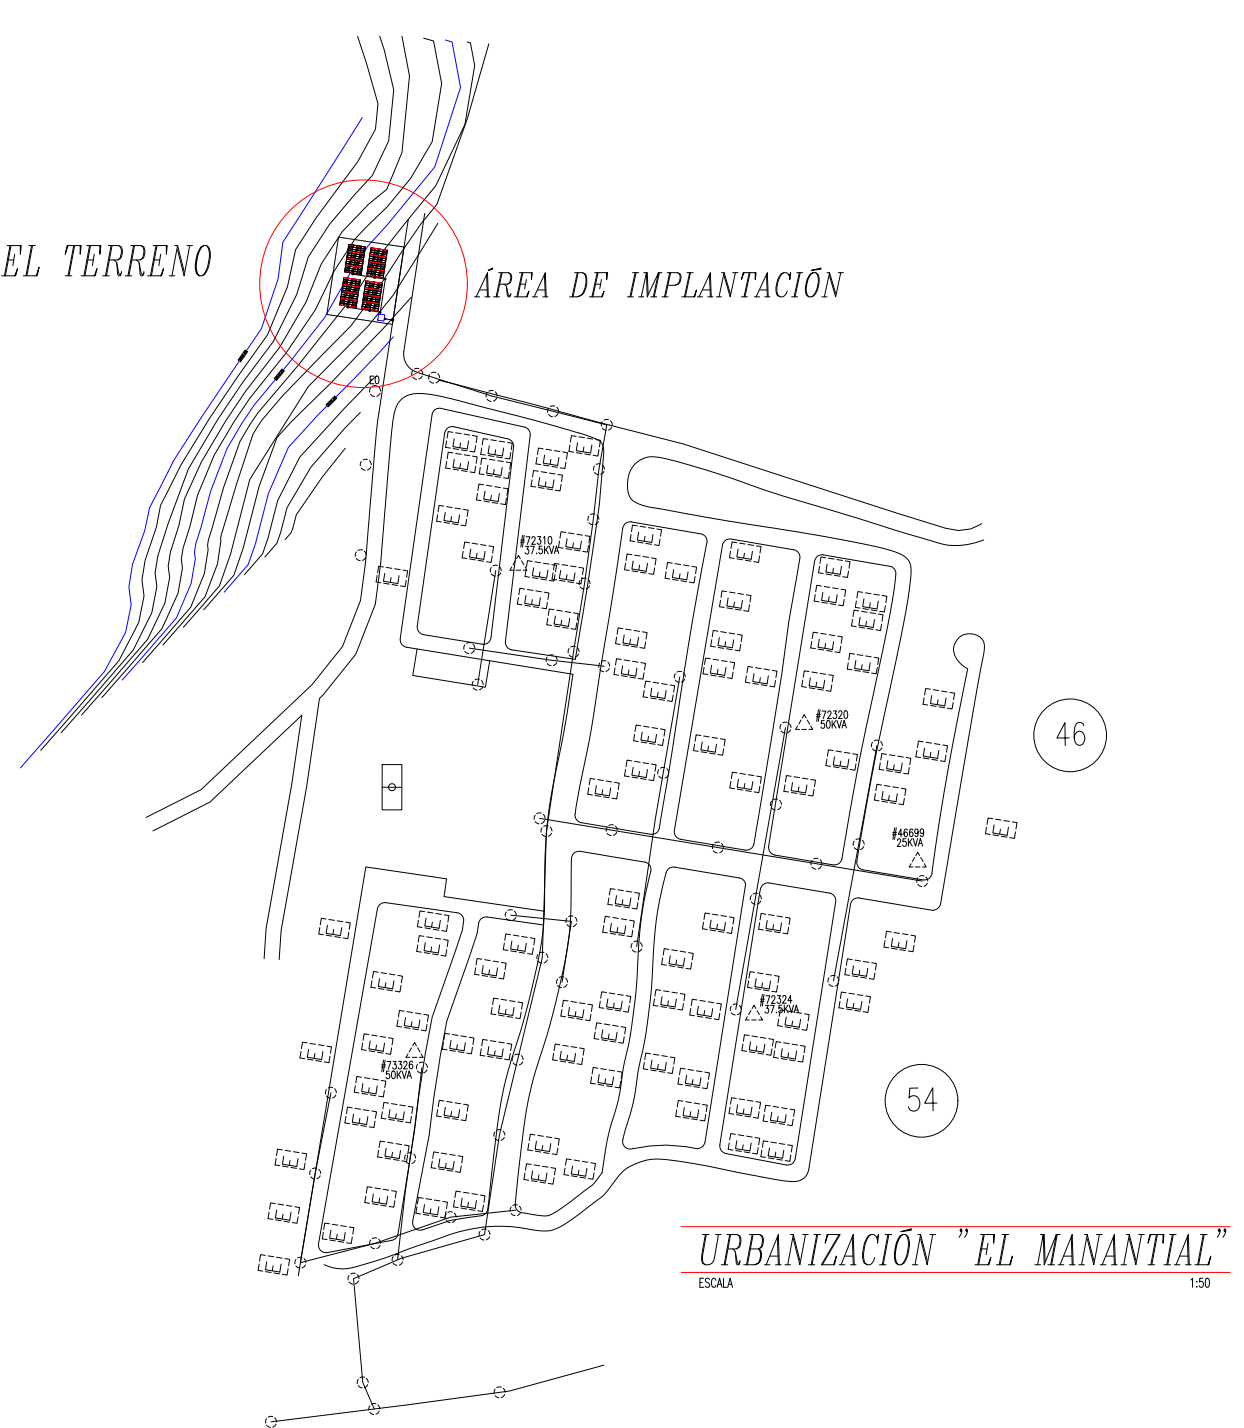 EL TERRENO
ÁREA DE IMPLANTACIÓN
E0
#72310
37.5KVA
#72320
50KVA
46
#46699
25KVA
#72324
37.5KVA
#73326
50KVA
54
URBANIZACIÓN "EL MANANTIAL"
ESCALA 1:50